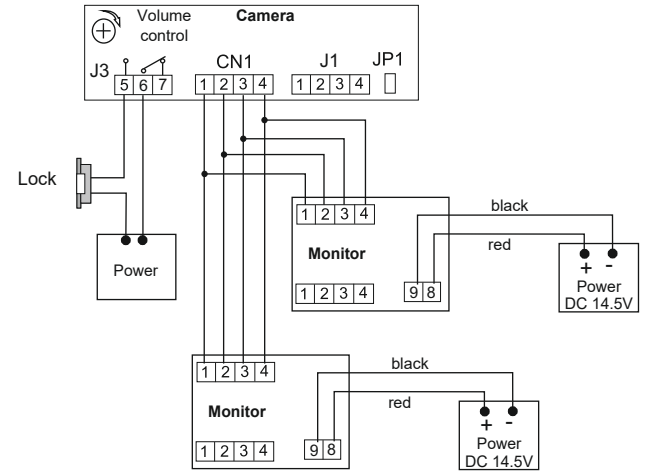 Volume
control
Camera
J3
CN1
J1
JP1
5 6 7
1 2 3 4
1 2 3 4
Lock
Power
1 2 3 4
Monitor
1 2 3 4
9 8
black
red
+ -
Power
DC 14.5V
1 2 3 4
Monitor
1 2 3 4
9 8
black
red
+ -
Power
DC 14.5V